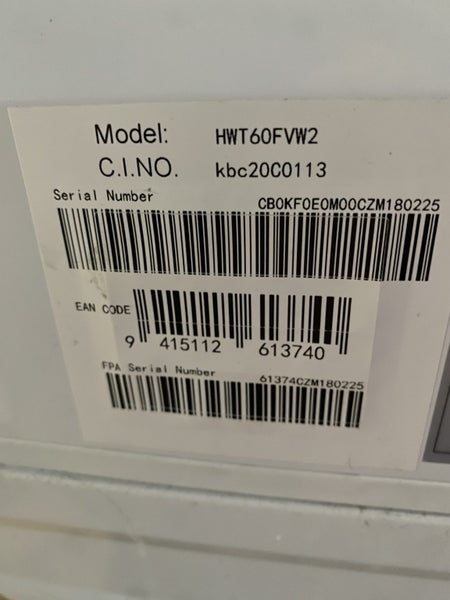 Model: HWT60FVW2
C.I.NO. kbc20C0113
Serial Number CB0KF0E0M00CZM180225
EAN CODE
9 415112 613740
FPA Serial Number 61374CZM180225